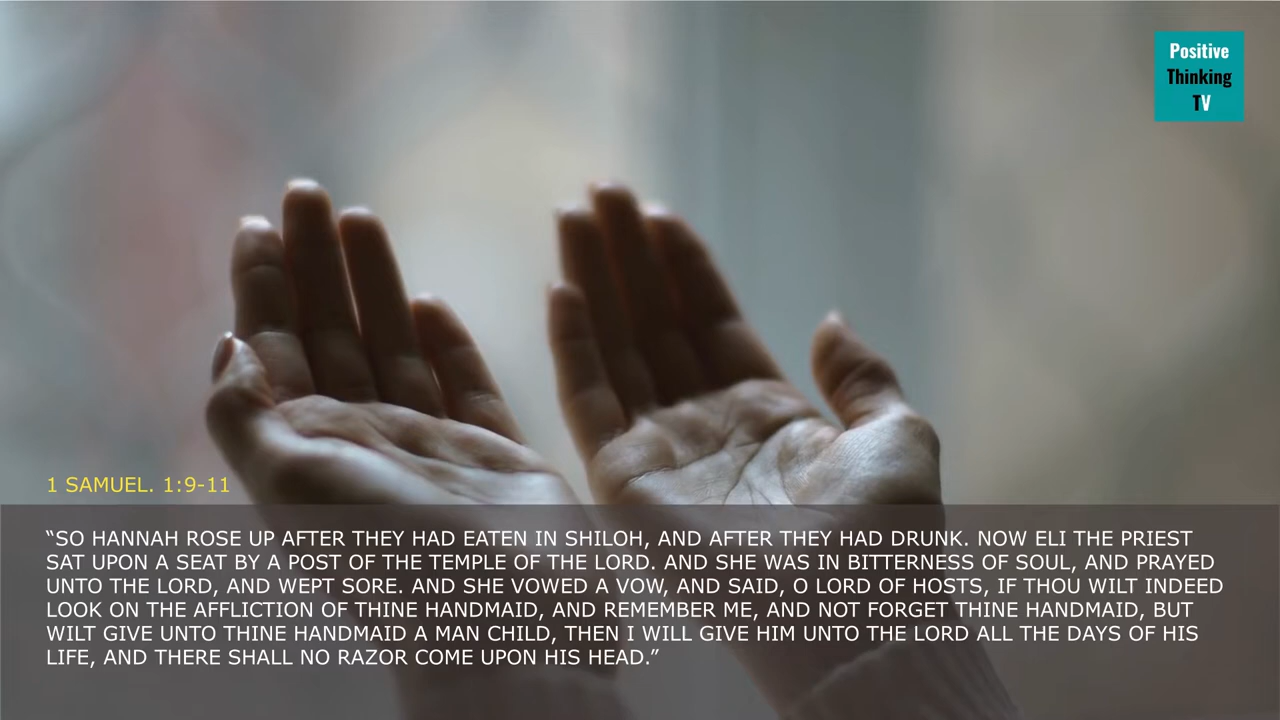 Positive
Thinking
TV
1 SAMUEL. 1:9-11
“SO HANNAH ROSE UP AFTER THEY HAD EATEN IN SHILOH, AND AFTER THEY HAD DRUNK. NOW ELI THE PRIEST
SAT UPON A SEAT BY A POST OF THE TEMPLE OF THE LORD. AND SHE WAS IN BITTERNESS OF SOUL, AND PRAYED
UNTO THE LORD, AND WEPT SORE. AND SHE VOWED A VOW, AND SAID, O LORD OF HOSTS, IF THOU WILT INDEED
LOOK ON THE AFFLICTION OF THINE HANDMAID, AND REMEMBER ME, AND NOT FORGET THINE HANDMAID, BUT
WILT GIVE UNTO THINE HANDMAID A MAN CHILD, THEN I WILL GIVE HIM UNTO THE LORD ALL THE DAYS OF HIS
LIFE, AND THERE SHALL NO RAZOR COME UPON HIS HEAD.”